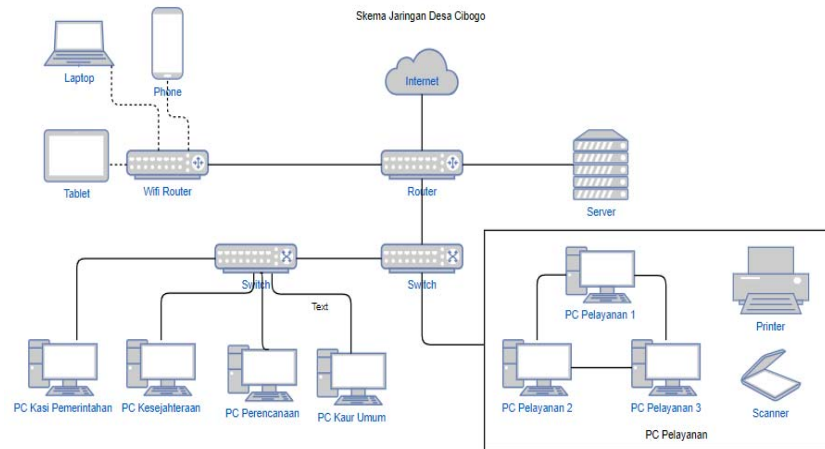 Skema Jaringan Desa Cibogo
Laptop
Phone
Internet
Tablet
Wifi Router
Router
Server
Switch
Switch
Text
PC Pelayanan 1
Printer
PC Kasi Pemerintahan
PC Kesejahteraan
PC Perencanaan
PC Kaur Umum
PC Pelayanan 2
PC Pelayanan 3
Scanner
PC Pelayanan